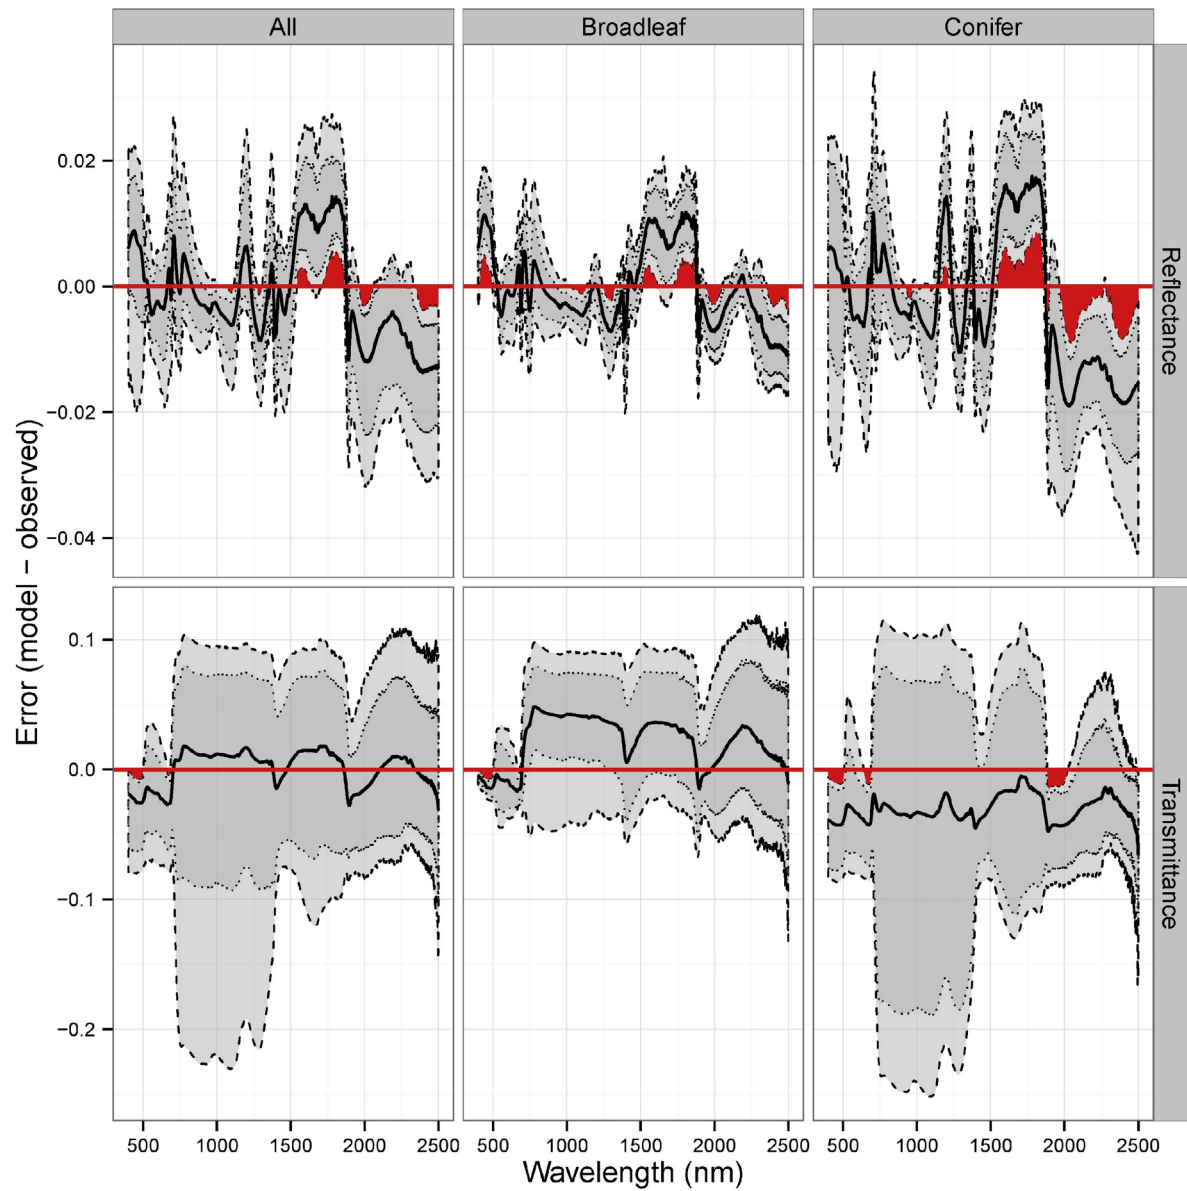 All
Broadleaf
Conifer
0.02
0.00
−0.02
−0.04
Reflectance
Error (model − observed)
0.1
0.0
−0.1
−0.2
Transmittance
500 1000 1500 2000 2500 500 1000 1500 2000 2500 500 1000 1500 2000 2500
Wavelength (nm)